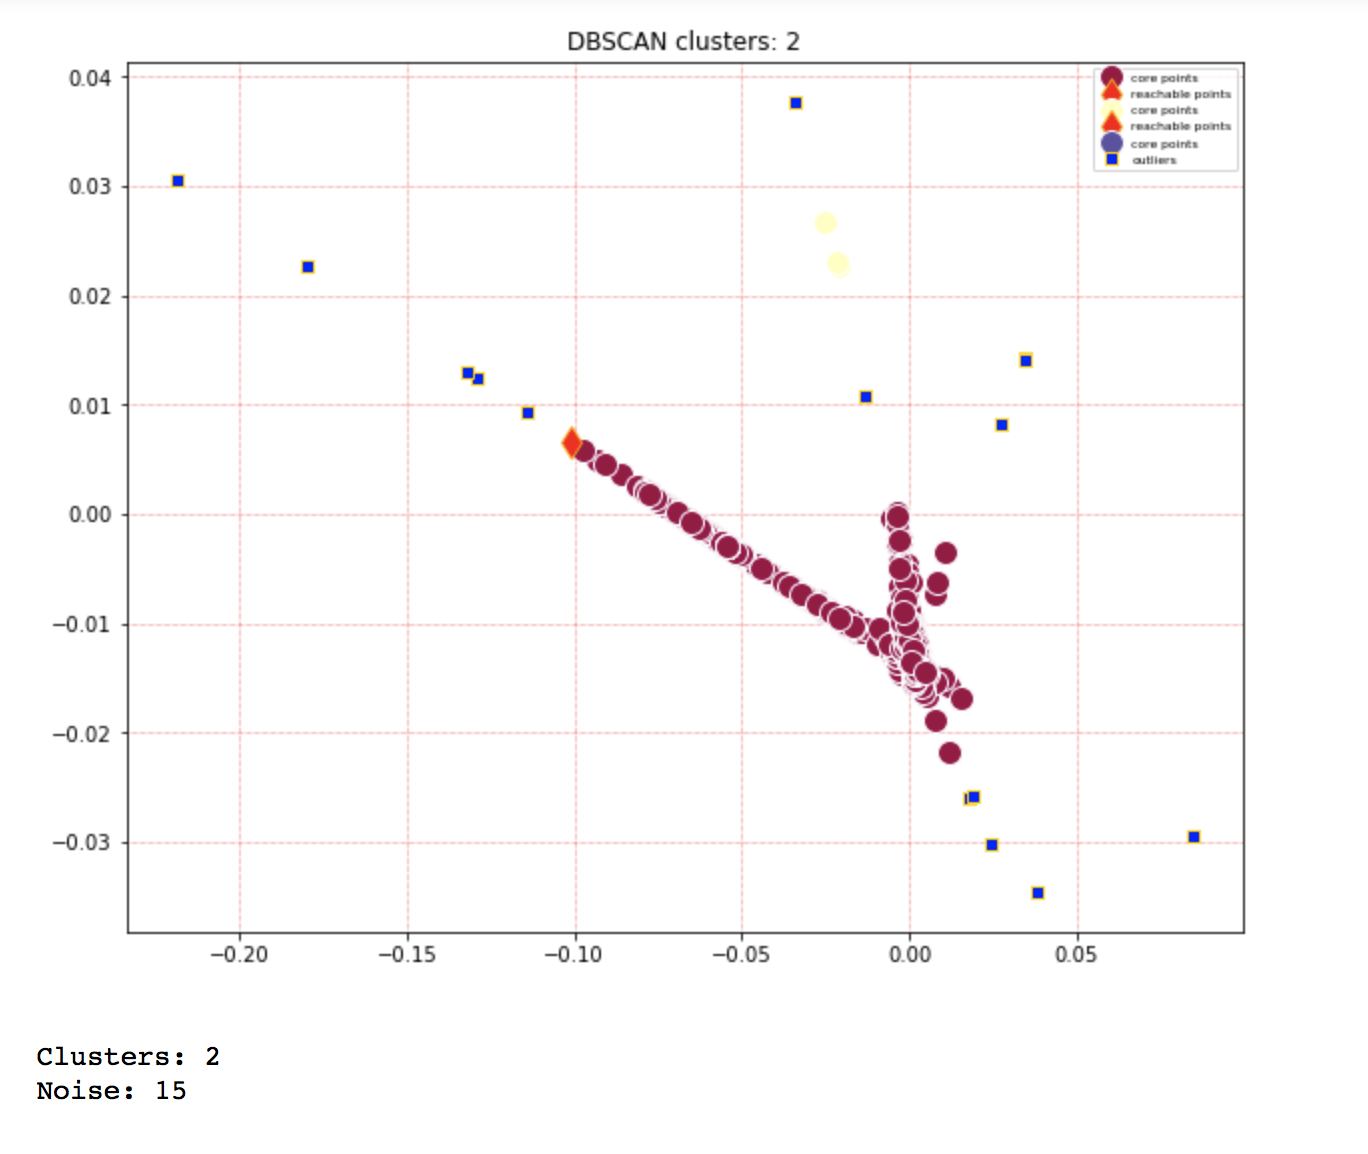 DBSCAN clusters: 2
0.04
0.03
0.02
0.01
0.00
−0.01
−0.02
−0.03
−0.20
−0.15
−0.10
−0.05
0.00
0.05
core points
reachable points
core points
reachable points
core points
outliers
Clusters: 2
Noise: 15